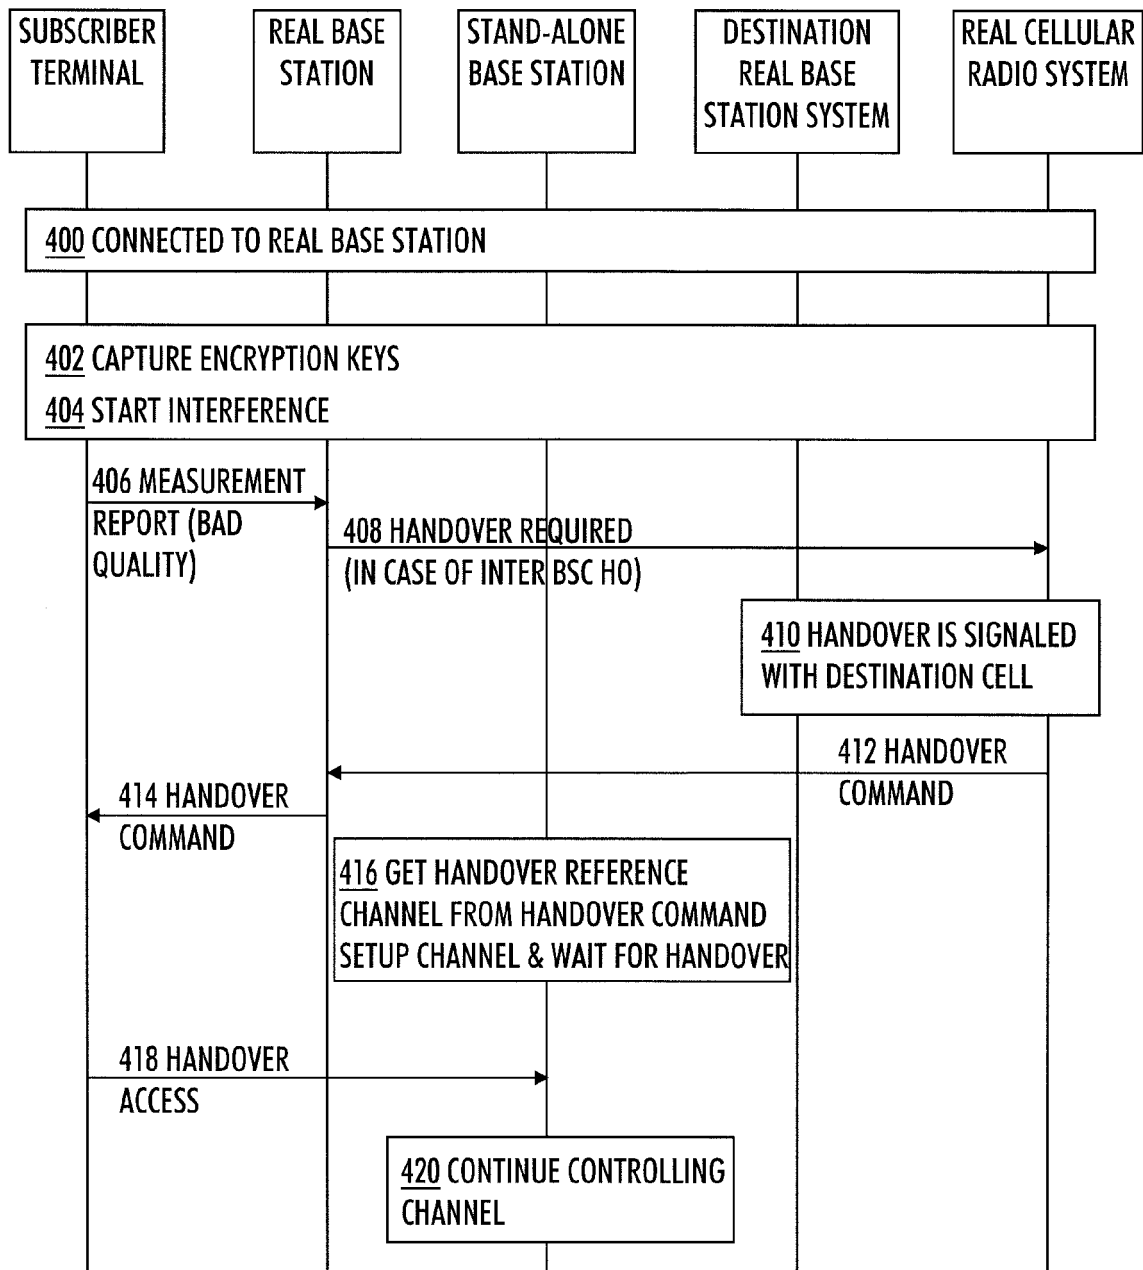 SUBSCRIBER
TERMINAL
REAL BASE
STATION
STAND-ALONE
BASE STATION
DESTINATION
REAL BASE
STATION SYSTEM
REAL CELLULAR
RADIO SYSTEM
400 CONNECTED TO REAL BASE STATION
402 CAPTURE ENCRYPTION KEYS
404 START INTERFERENCE
406 MEASUREMENT
REPORT (BAD
QUALITY)
408 HANDOVER REQUIRED
(IN CASE OF INTER BSC HO)
410 HANDOVER IS SIGNALED
WITH DESTINATION CELL
412 HANDOVER
COMMAND
414 HANDOVER
COMMAND
416 GET HANDOVER REFERENCE
CHANNEL FROM HANDOVER COMMAND
SETUP CHANNEL & WAIT FOR HANDOVER
418 HANDOVER
ACCESS
420 CONTINUE CONTROLLING
CHANNEL